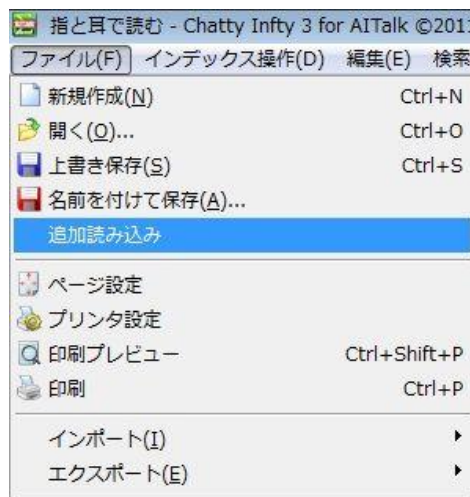 指と耳で読む - Chatty Infty 3 for AITalk ©2011
ファイル(F) インデックス操作(D) 編集(E) 検索
新規作成(N) Ctrl+N
開く(O)... Ctrl+O
上書き保存(S) Ctrl+S
名前を付けて保存(A)...
追加読み込み
ページ設定
プリンタ設定
印刷プレビュー Ctrl+Shift+P
印刷 Ctrl+P
インポート(I)
エクスポート(E)